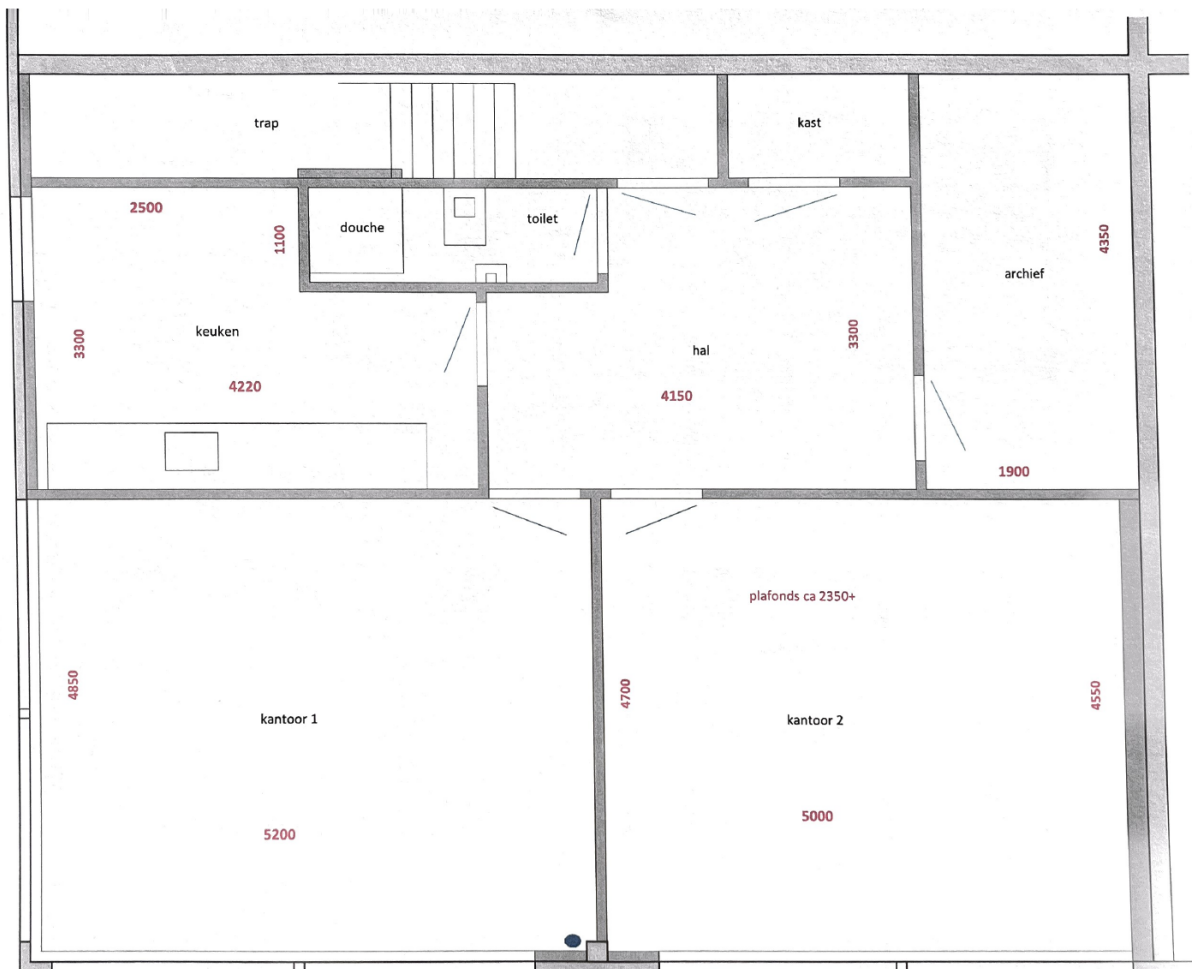 trap
kast
2500
1100
douche
toilet
4350
archief
keuken
3300
4220
hal
3300
4150
1900
plafonds ca 2350+
4850
kantoor 1
4700
kantoor 2
4550
5200
5000